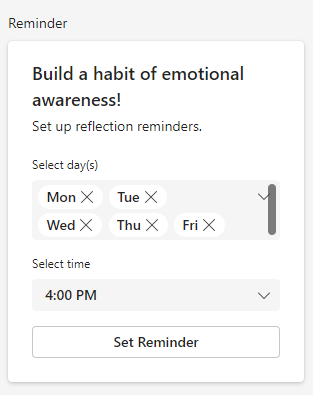 Reminder
Build a habit of emotional
awareness!
Set up reflection reminders.
Select day(s)
Mon Tue
Wed Thu Fri
Select time
4:00 PM
Set Reminder